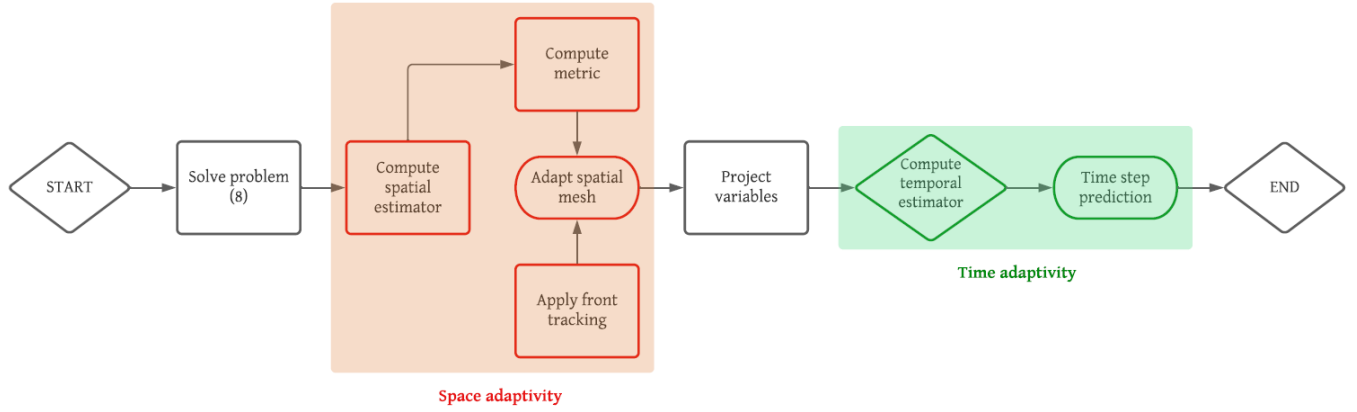 START
Solve problem
(8)
Compute
spatial
estimator
Compute
metric
Adapt spatial
mesh
Apply front
tracking
Space adaptivity
Project
variables
Compute
temporal
estimator
Time step
prediction
Time adaptivity
END